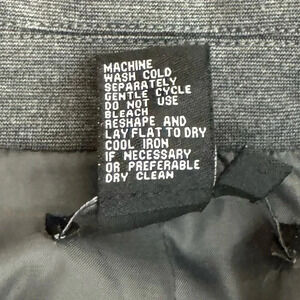 MACHINE
WASH COLD
SEPARATELY
GENTLE CYCLE
DO NOT USE
BLEACH
RESHAPE AND
LAY FLAT TO DRY
COOL IRON
IF NECESSARY
OR PREFERABLE
DRY CLEAN